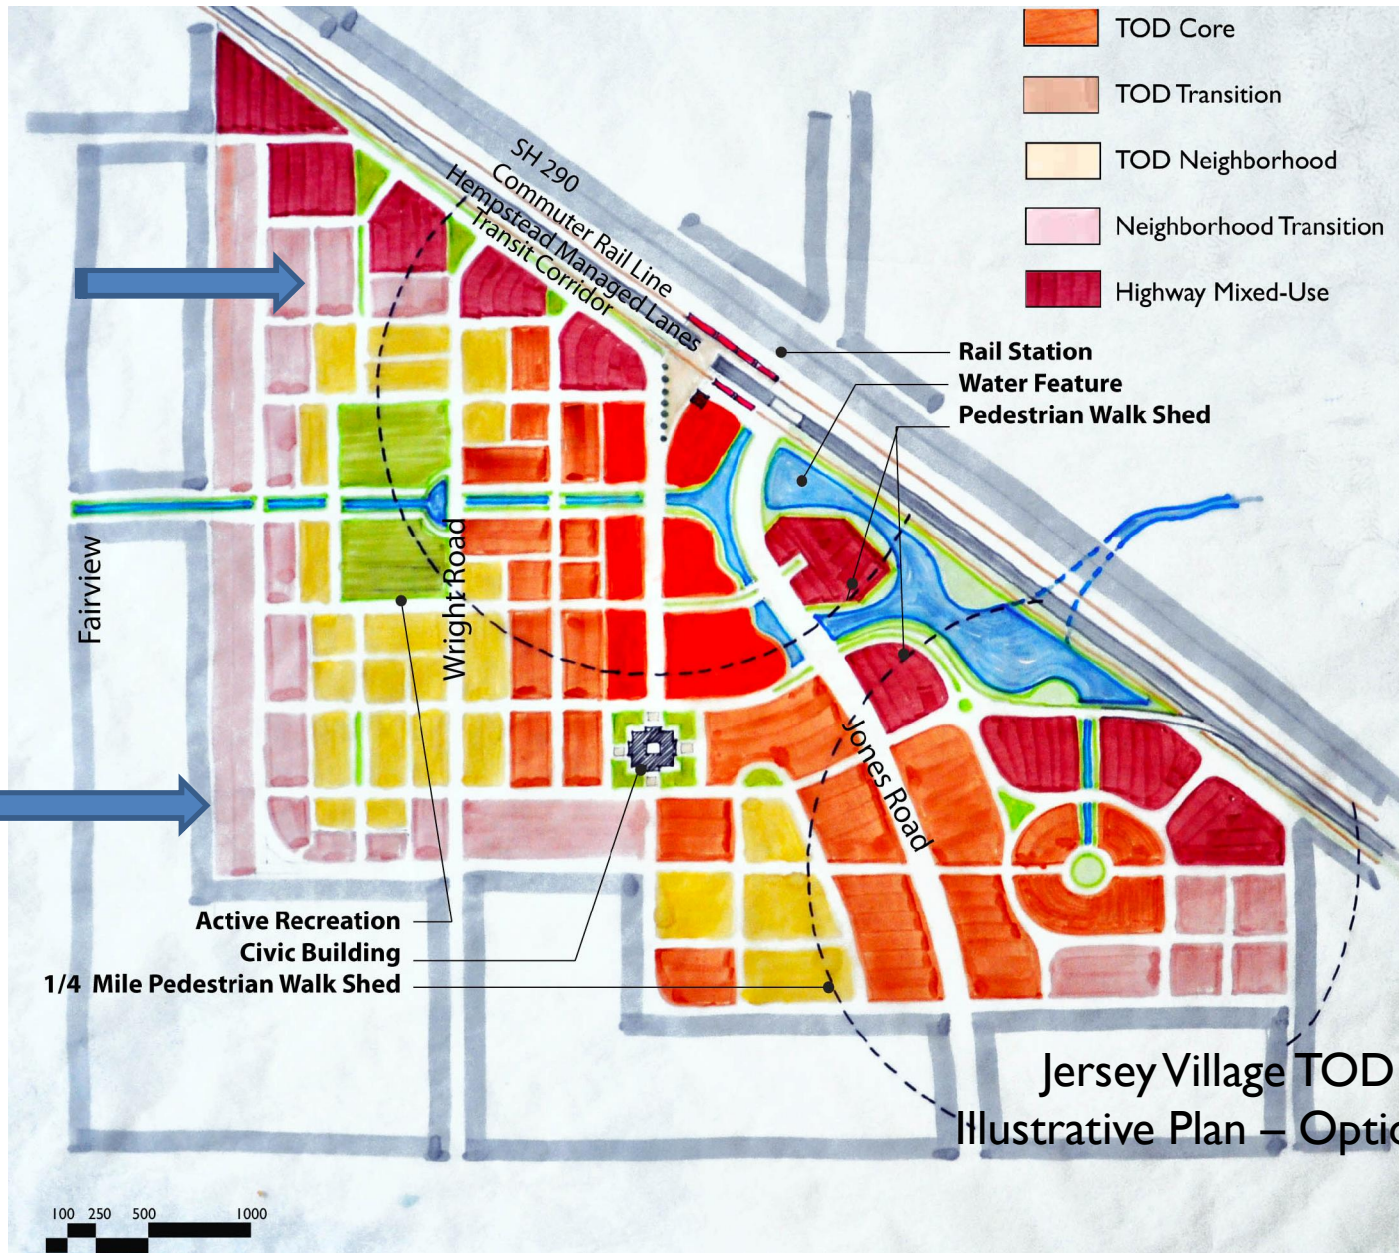 TOD Core
TOD Transition
TOD Neighborhood
Neighborhood Transition
Highway Mixed-Use
SH 290
Commuter Rail Line
Hempstead Managed Lanes
Transit Corridor
Rail Station
Water Feature
Pedestrian Walk Shed
Fairview
Wright Road
Jones Road
Active Recreation
Civic Building
1/4 Mile Pedestrian Walk Shed
Jersey Village TOD
Illustrative Plan – Optio
100 250 500 1000